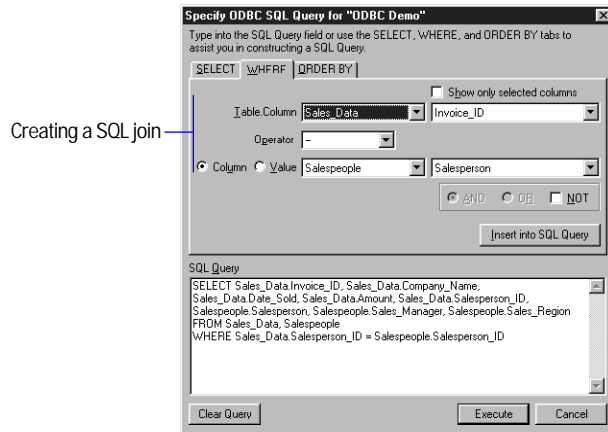 Specify ODBC SQL Query for "ODBC Demo"
Type into the SQL Query field or use the SELECT, WHERE, and ORDER BY tabs to
assist you in constructing a SQL Query.
SELECT WHERE ORDER BY
Show only selected columns
Creating a SQL join
Table.Column Sales_Data Invoice_ID
Operator =
Column Value Salespeople Salesperson
AND OR NOT
Insert into SQL Query
SQL Query
SELECT Sales_Data.Invoice_ID, Sales_Data.Company_Name,
Sales_Data.Date_Sold, Sales_Data.Amount, Sales_Data.Salesperson_ID,
Salespeople.Salesperson, Salespeople.Sales_Manager, Salespeople.Sales_Region
FROM Sales_Data, Salespeople
WHERE Sales_Data.Salesperson_ID = Salespeople.Salesperson_ID
Clear Query Execute Cancel